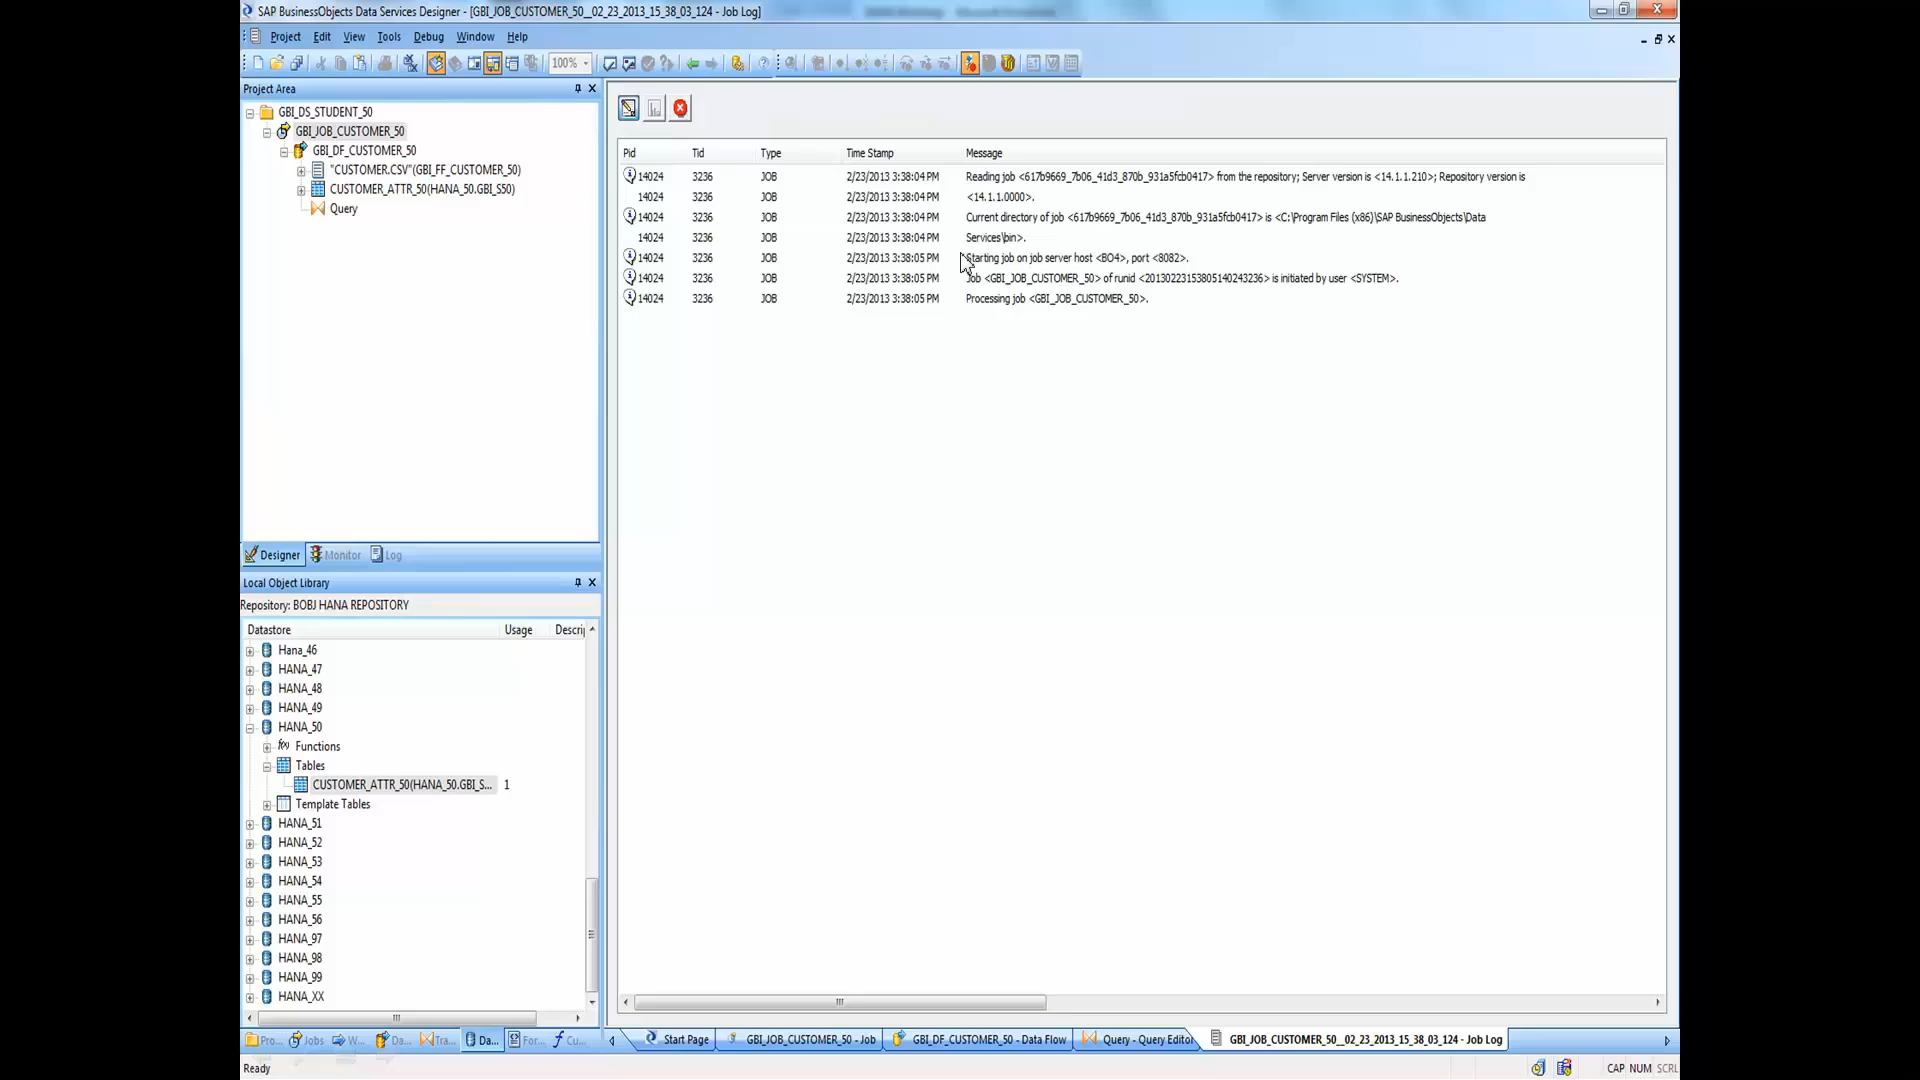 SAP BusinessObjects Data Services Designer - [GBI_JOB_CUSTOMER_50__02_23_2013_15_38_03_124 - Job Log]
Project Edit View Tools Debug Window Help
100%
Project Area
GBI_DS_STUDENT_50
GBI_JOB_CUSTOMER_50
GBI_DF_CUSTOMER_50
"CUSTOMER.CSV"(GBI_FF_CUSTOMER_50)
CUSTOMER_ATTR_50(HANA_50.GBI_S50)
Query
Designer Monitor Log
Local Object Library
Repository: BOBJ HANA REPOSITORY
Datastore Usage Descri
Hana_46
HANA_47
HANA_48
HANA_49
HANA_50
Functions
Tables
CUSTOMER_ATTR_50(HANA_50.GBI_S... 1
Template Tables
HANA_51
HANA_52
HANA_53
HANA_54
HANA_55
HANA_56
HANA_97
HANA_98
HANA_99
HANA_XX
Pro... Jobs W... Da... Tra... Da... For... Cu...
Pid Tid Type Time Stamp Message
14024 3236 JOB 2/23/2013 3:38:04 PM Reading job <617b9669_7b06_41d3_870b_931a5fcb0417> from the repository; Server version is <14.1.1.210>; Repository version is
14024 3236 JOB 2/23/2013 3:38:04 PM <14.1.1.0000>.
14024 3236 JOB 2/23/2013 3:38:04 PM Current directory of job <617b9669_7b06_41d3_870b_931a5fcb0417> is <C:\Program Files (x86)\SAP BusinessObjects\Data
14024 3236 JOB 2/23/2013 3:38:04 PM Services\bin>.
14024 3236 JOB 2/23/2013 3:38:05 PM Starting job on job server host <BO4>, port <8082>.
14024 3236 JOB 2/23/2013 3:38:05 PM Job <GBI_JOB_CUSTOMER_50> of runid <20130223153805140243236> is initiated by user <SYSTEM>.
14024 3236 JOB 2/23/2013 3:38:05 PM Processing job <GBI_JOB_CUSTOMER_50>.
Start Page GBI_JOB_CUSTOMER_50 - Job GBI_DF_CUSTOMER_50 - Data Flow Query - Query Editor GBI_JOB_CUSTOMER_50__02_23_2013_15_38_03_124 - Job Log
Ready CAP NUM SCRL